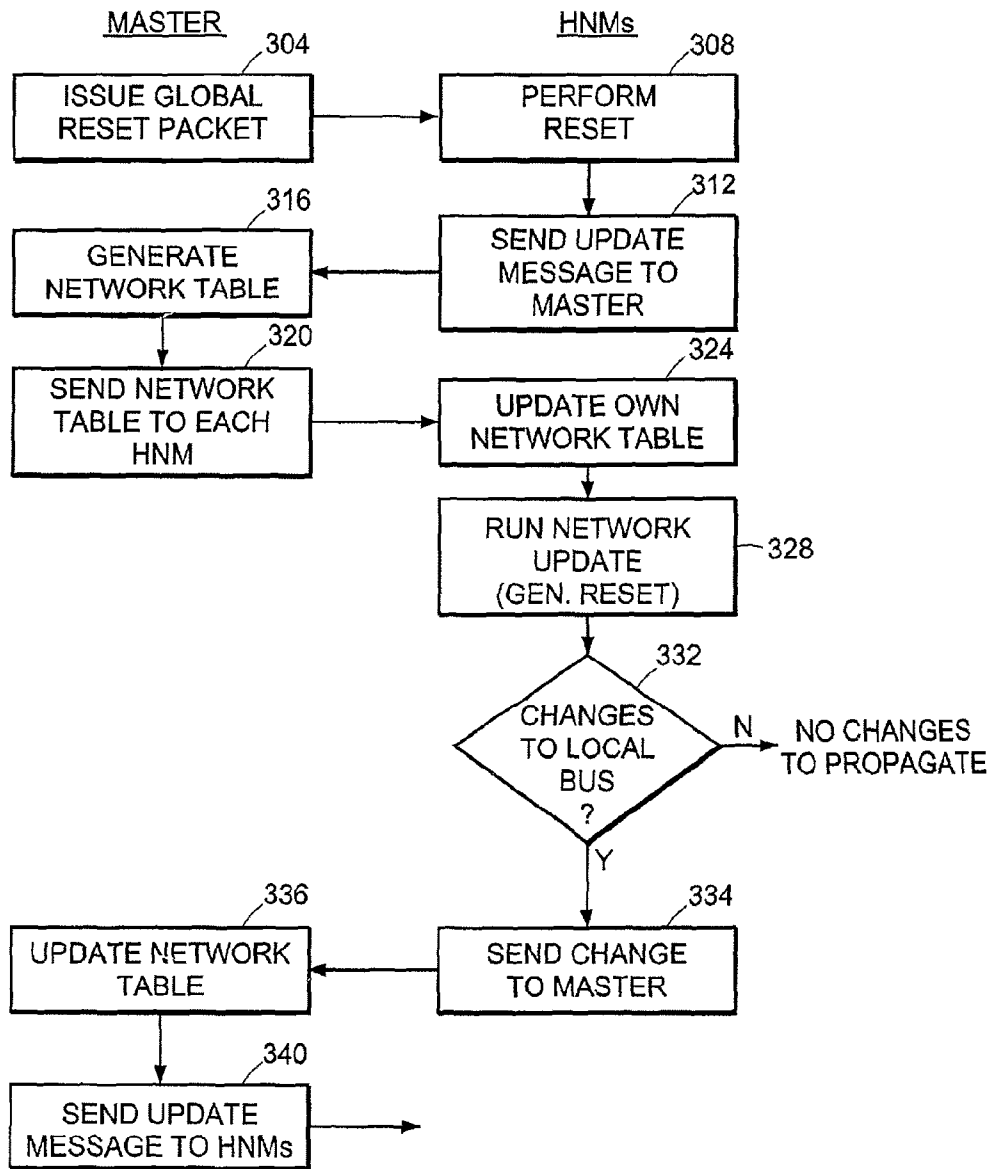 MASTER
HNMs
304
308
ISSUE GLOBAL
RESET PACKET
PERFORM
RESET
316
312
GENERATE
NETWORK TABLE
SEND UPDATE
MESSAGE TO
MASTER
320
324
SEND NETWORK
TABLE TO EACH
HNM
UPDATE OWN
NETWORK TABLE
RUN NETWORK
UPDATE
(GEN. RESET)
328
332
CHANGES
TO LOCAL
BUS
?
N
NO CHANGES
TO PROPAGATE
Y
336
334
UPDATE NETWORK
TABLE
SEND CHANGE
TO MASTER
340
SEND UPDATE
MESSAGE TO HNMs